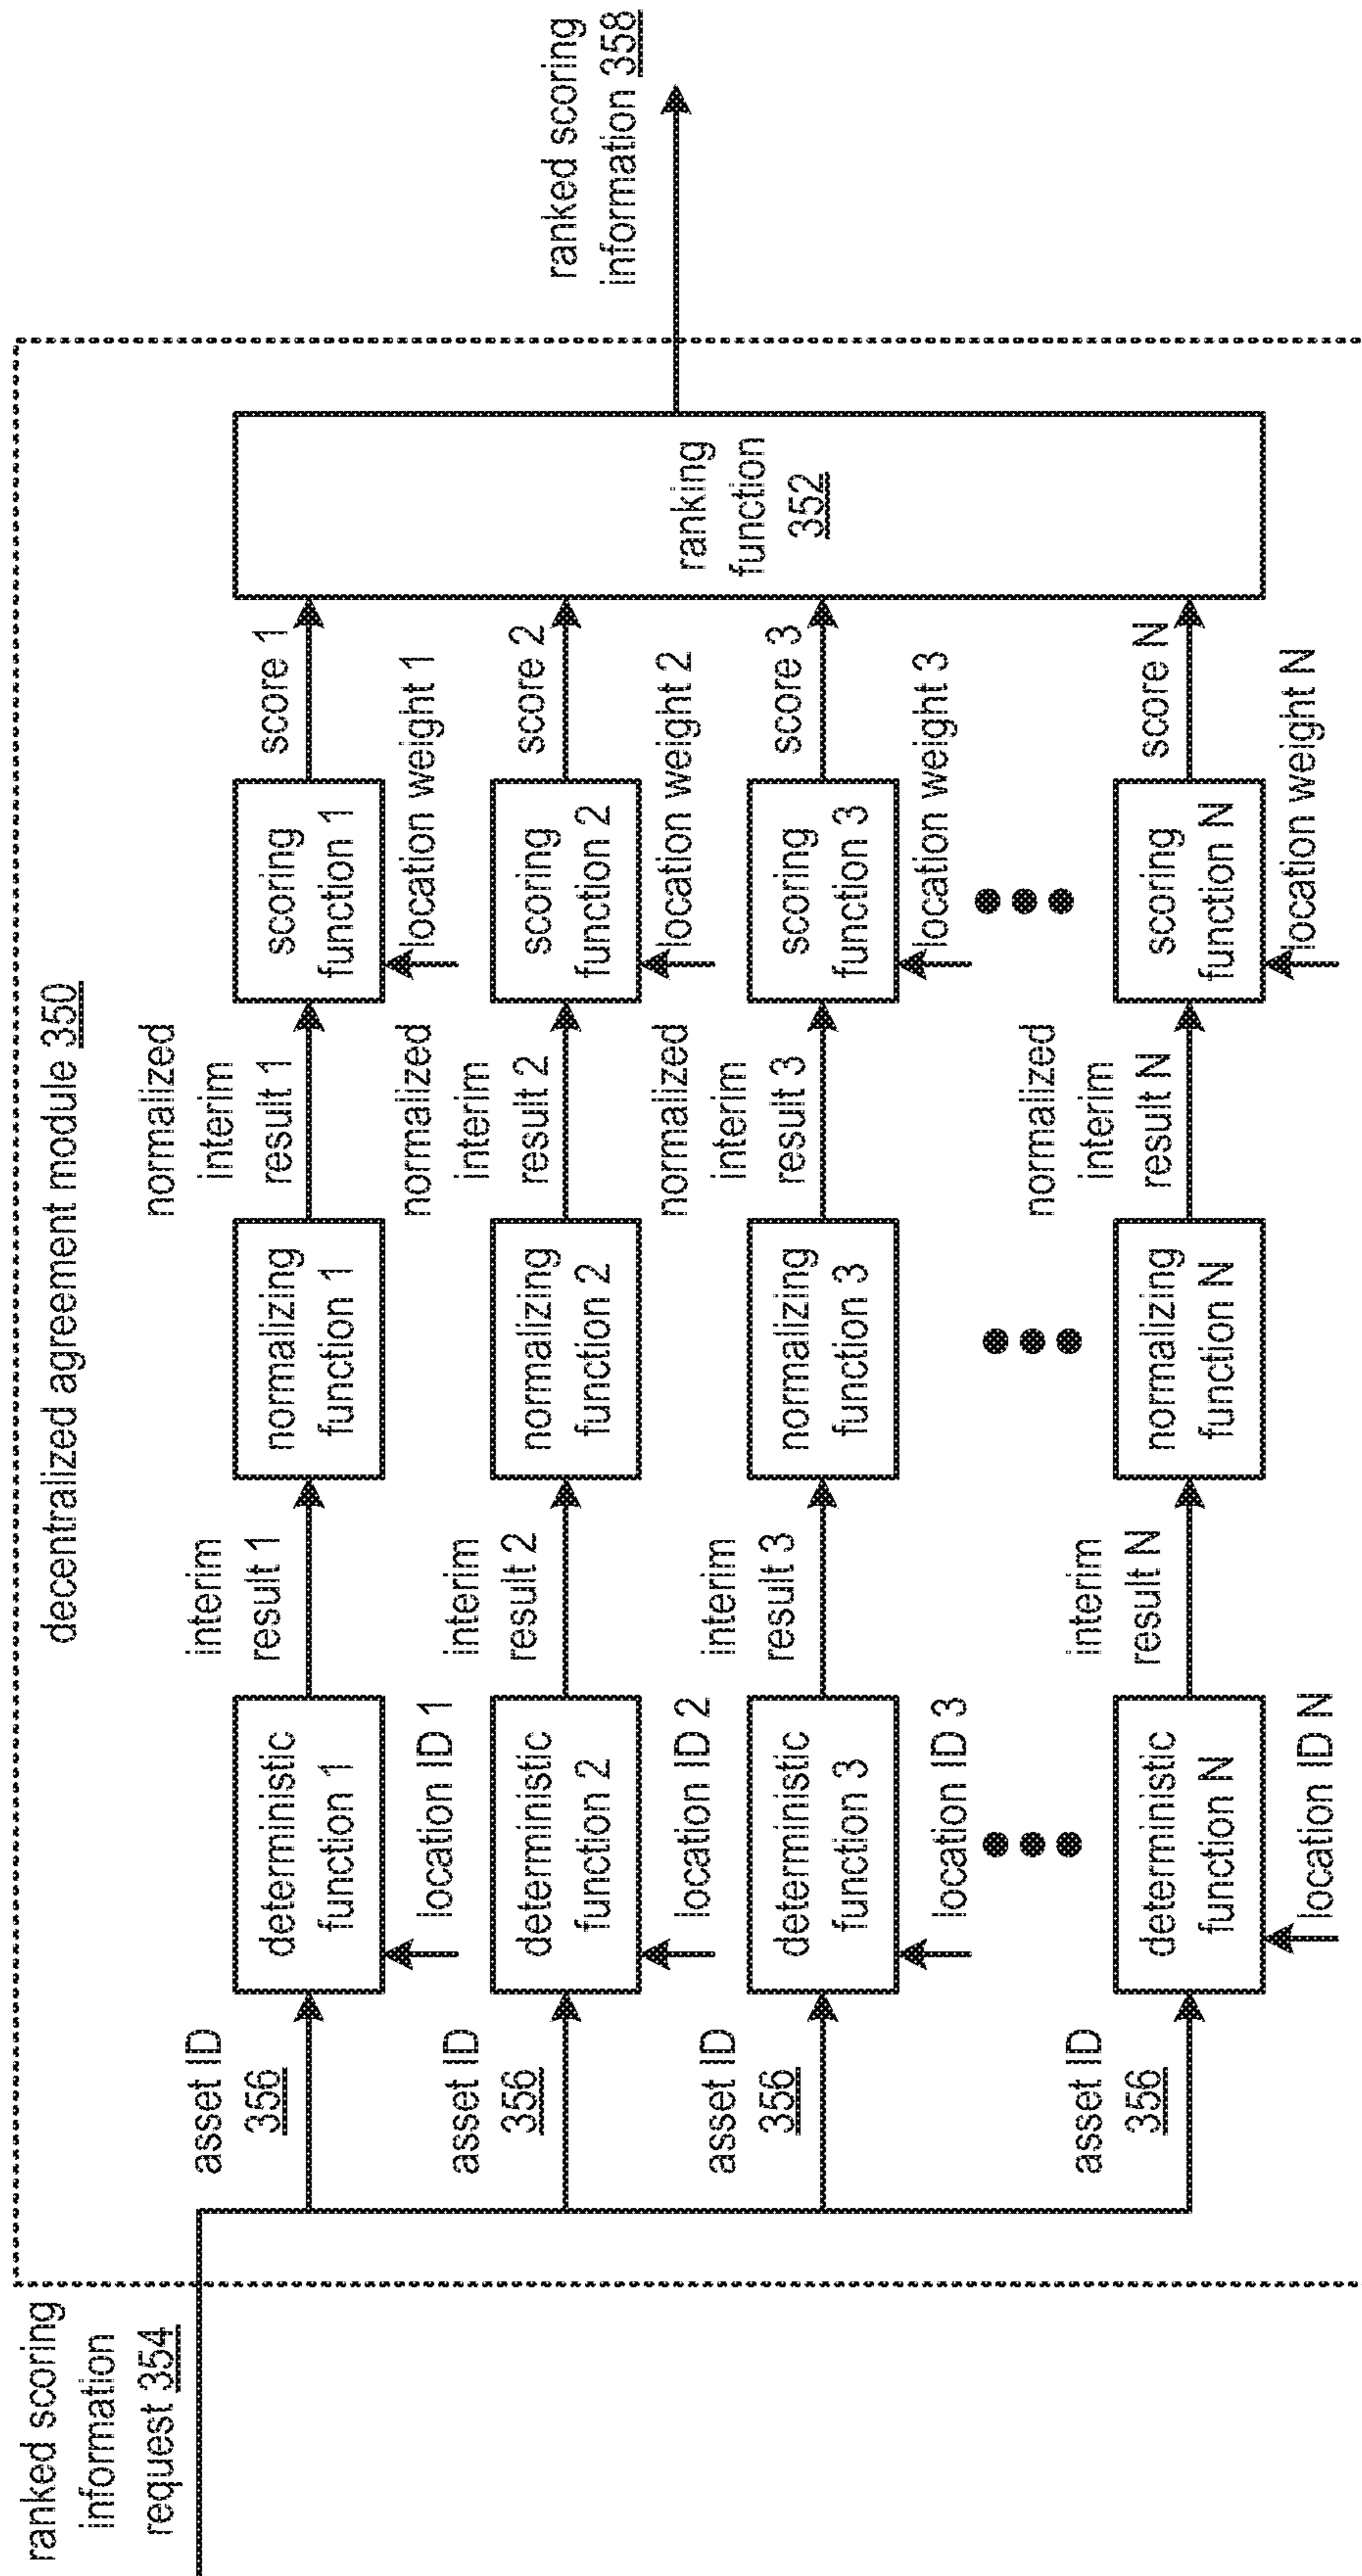 decentralized agreement module 350
ranked scoring
information
request 354
asset ID
356
deterministic
function 1
location ID 1
interim
result 1
normalizing
function 1
normalized
interim
result 1
scoring
function 1
location weight 1
score 1
asset ID
356
deterministic
function 2
location ID 2
interim
result 2
normalizing
function 2
normalized
interim
result 2
scoring
function 2
location weight 2
score 2
asset ID
356
deterministic
function 3
location ID 3
interim
result 3
normalizing
function 3
normalized
interim
result 3
scoring
function 3
location weight 3
score 3
asset ID
356
deterministic
function N
location ID N
interim
result N
normalizing
function N
normalized
interim
result N
scoring
function N
location weight N
score N
ranking
function
352
ranked scoring
information 358